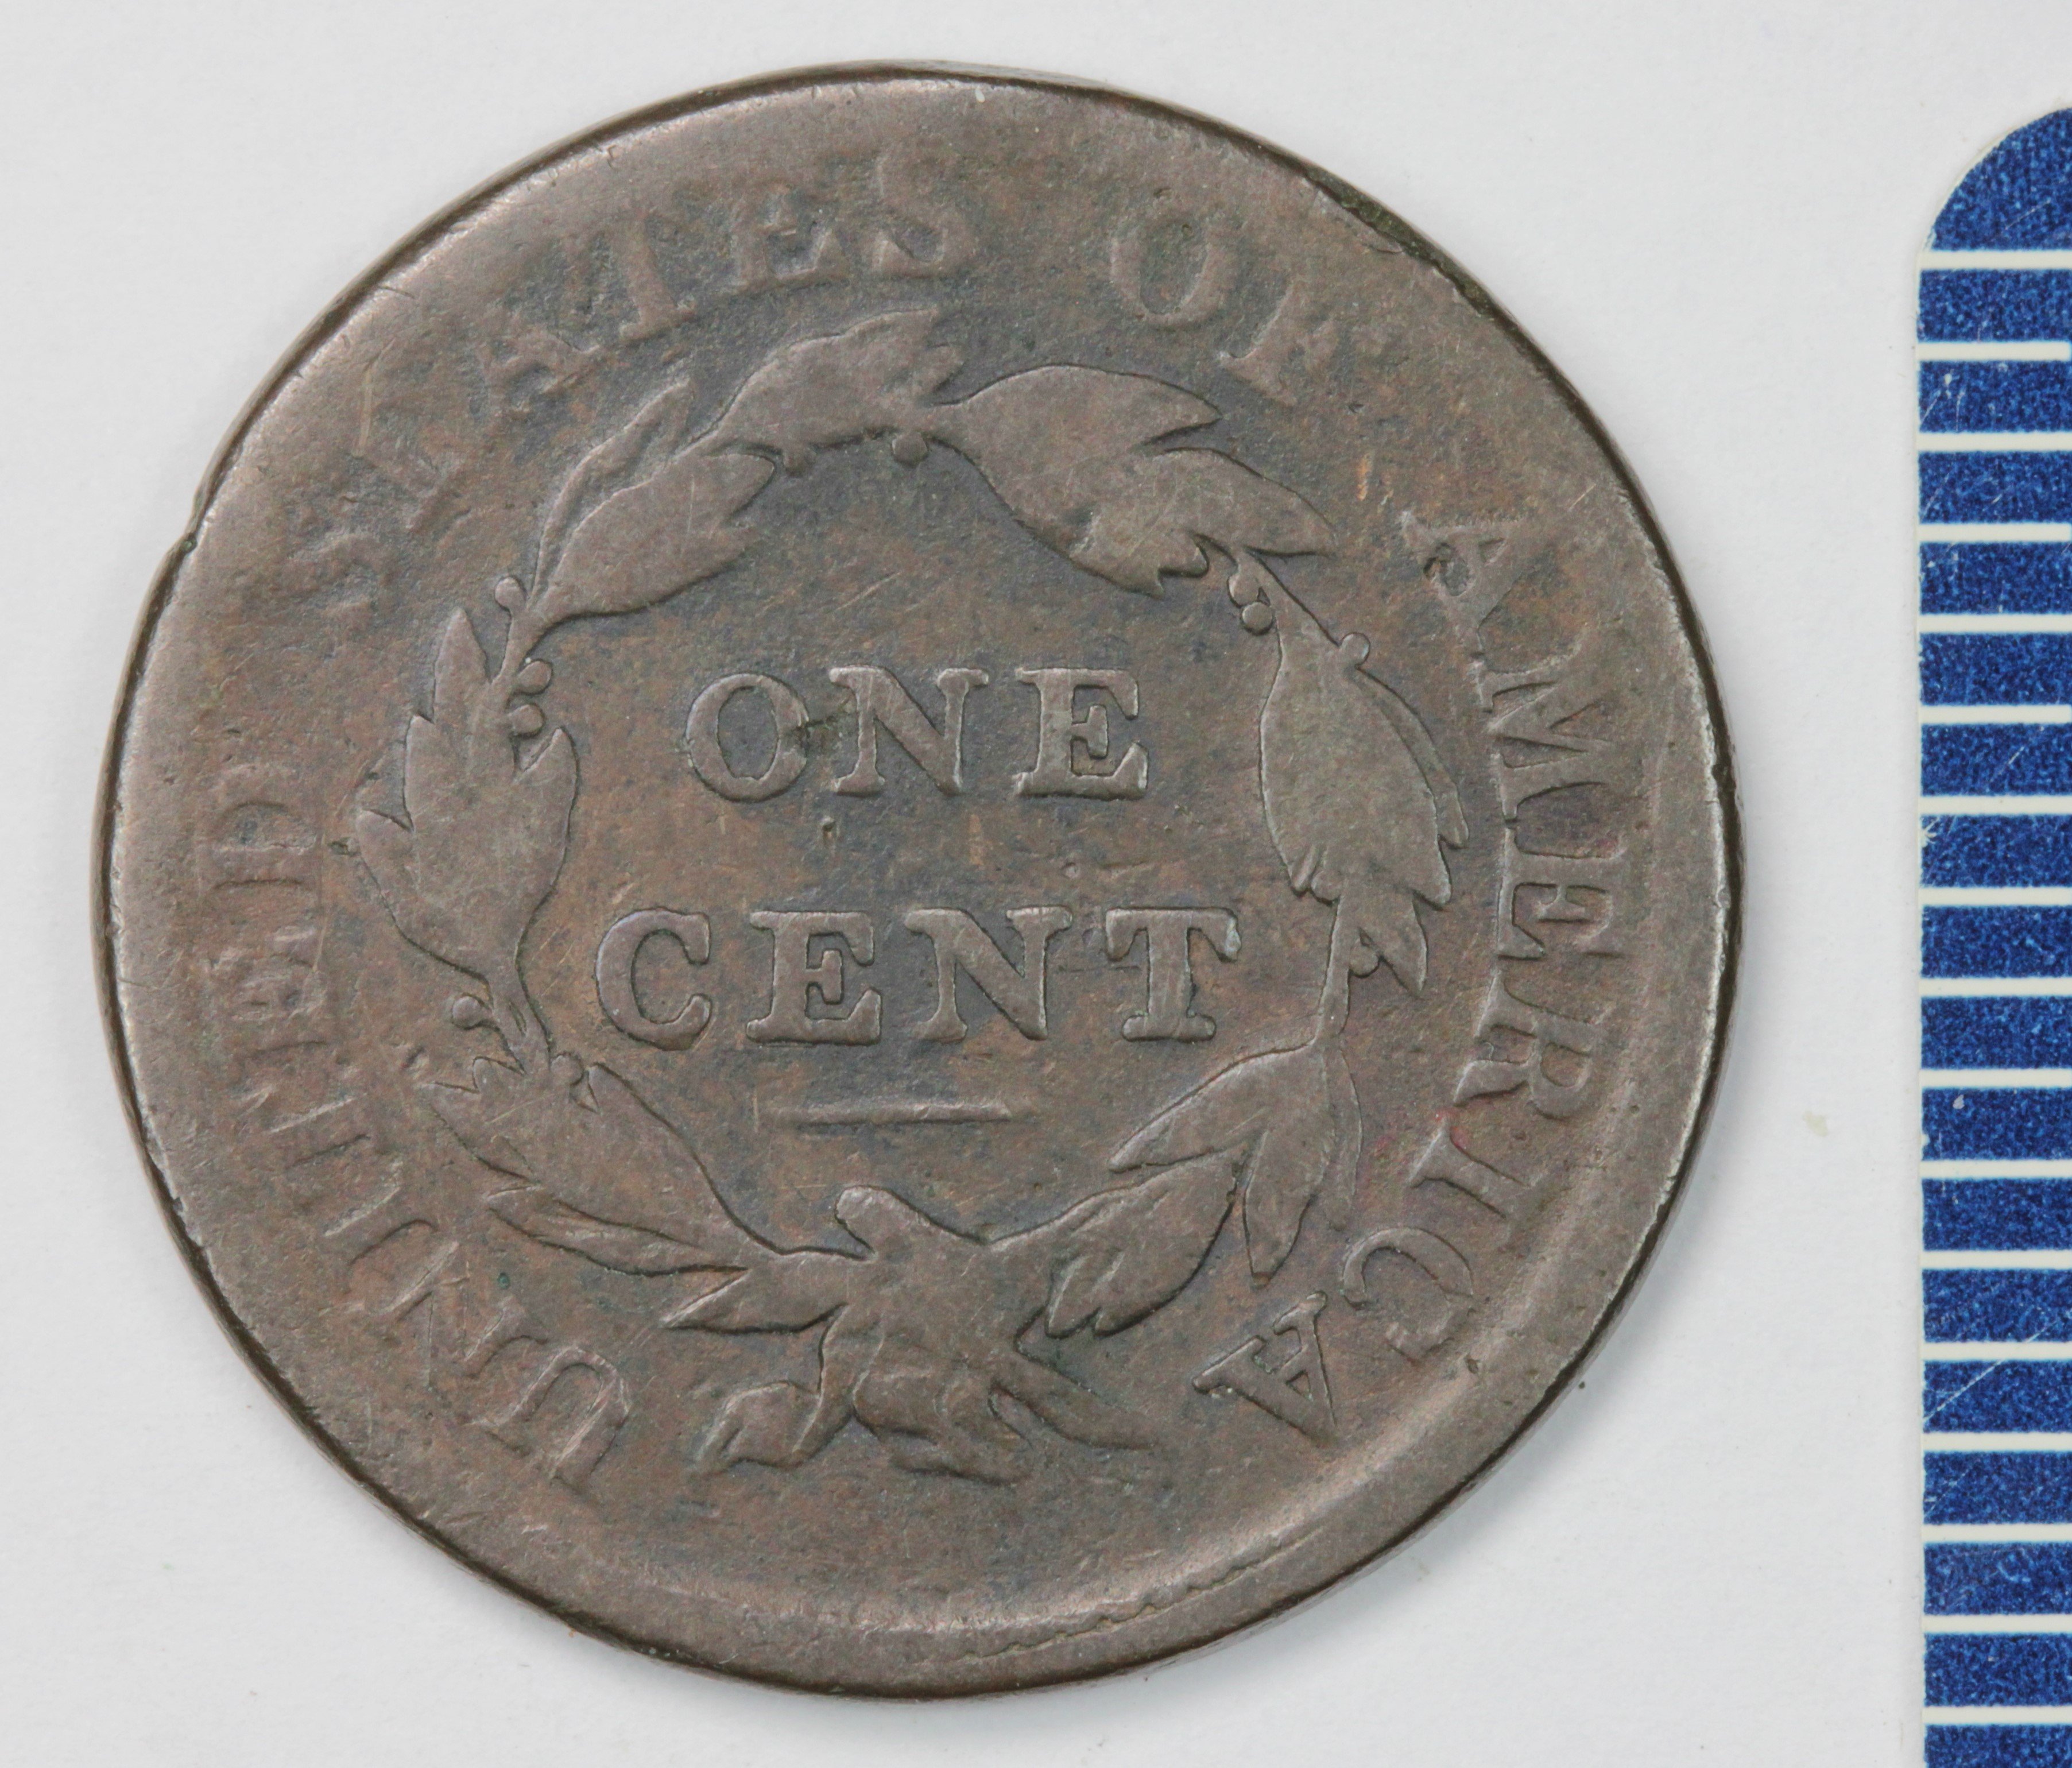 UNITED STATES OF AMERICA
ONE
CENT